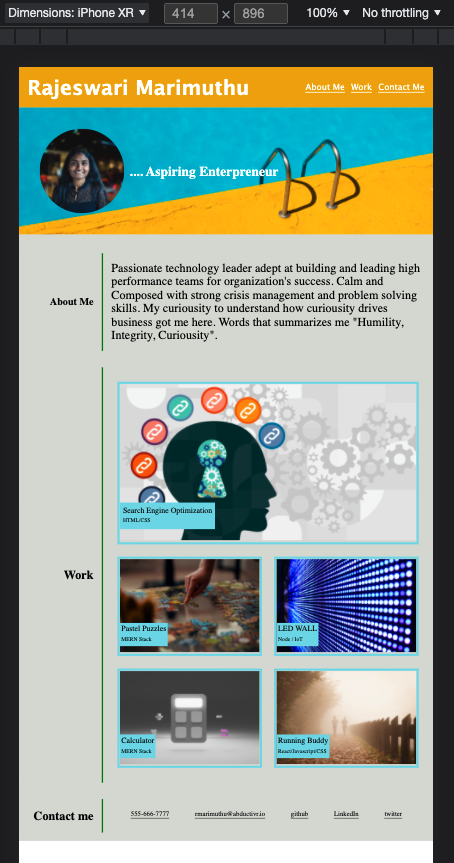 Dimensions: iPhone XR ▼ 414 x 896 100% ▼ No throttling ▼
Rajeswari Marimuthu
About Me Work Contact Me
.... Aspiring Enterpreneur
About Me
Passionate technology leader adept at building and leading high
performance teams for organization's success. Calm and
Composed with strong crisis management and problem solving
skills. My curiousity to understand how curiousity drives
business got me here. Words that summarizes me "Humility,
Integrity, Curiousity".
Work
Search Engine Optimization
HTML/CSS
Pastel Puzzles
MERN Stack
LED WALL
Node / IoT
Calculator
MERN Stack
Running Buddy
React/Javascript/CSS
Contact me
555-666-7777 rmarimuthu@abductivr.io github LinkedIn twitter